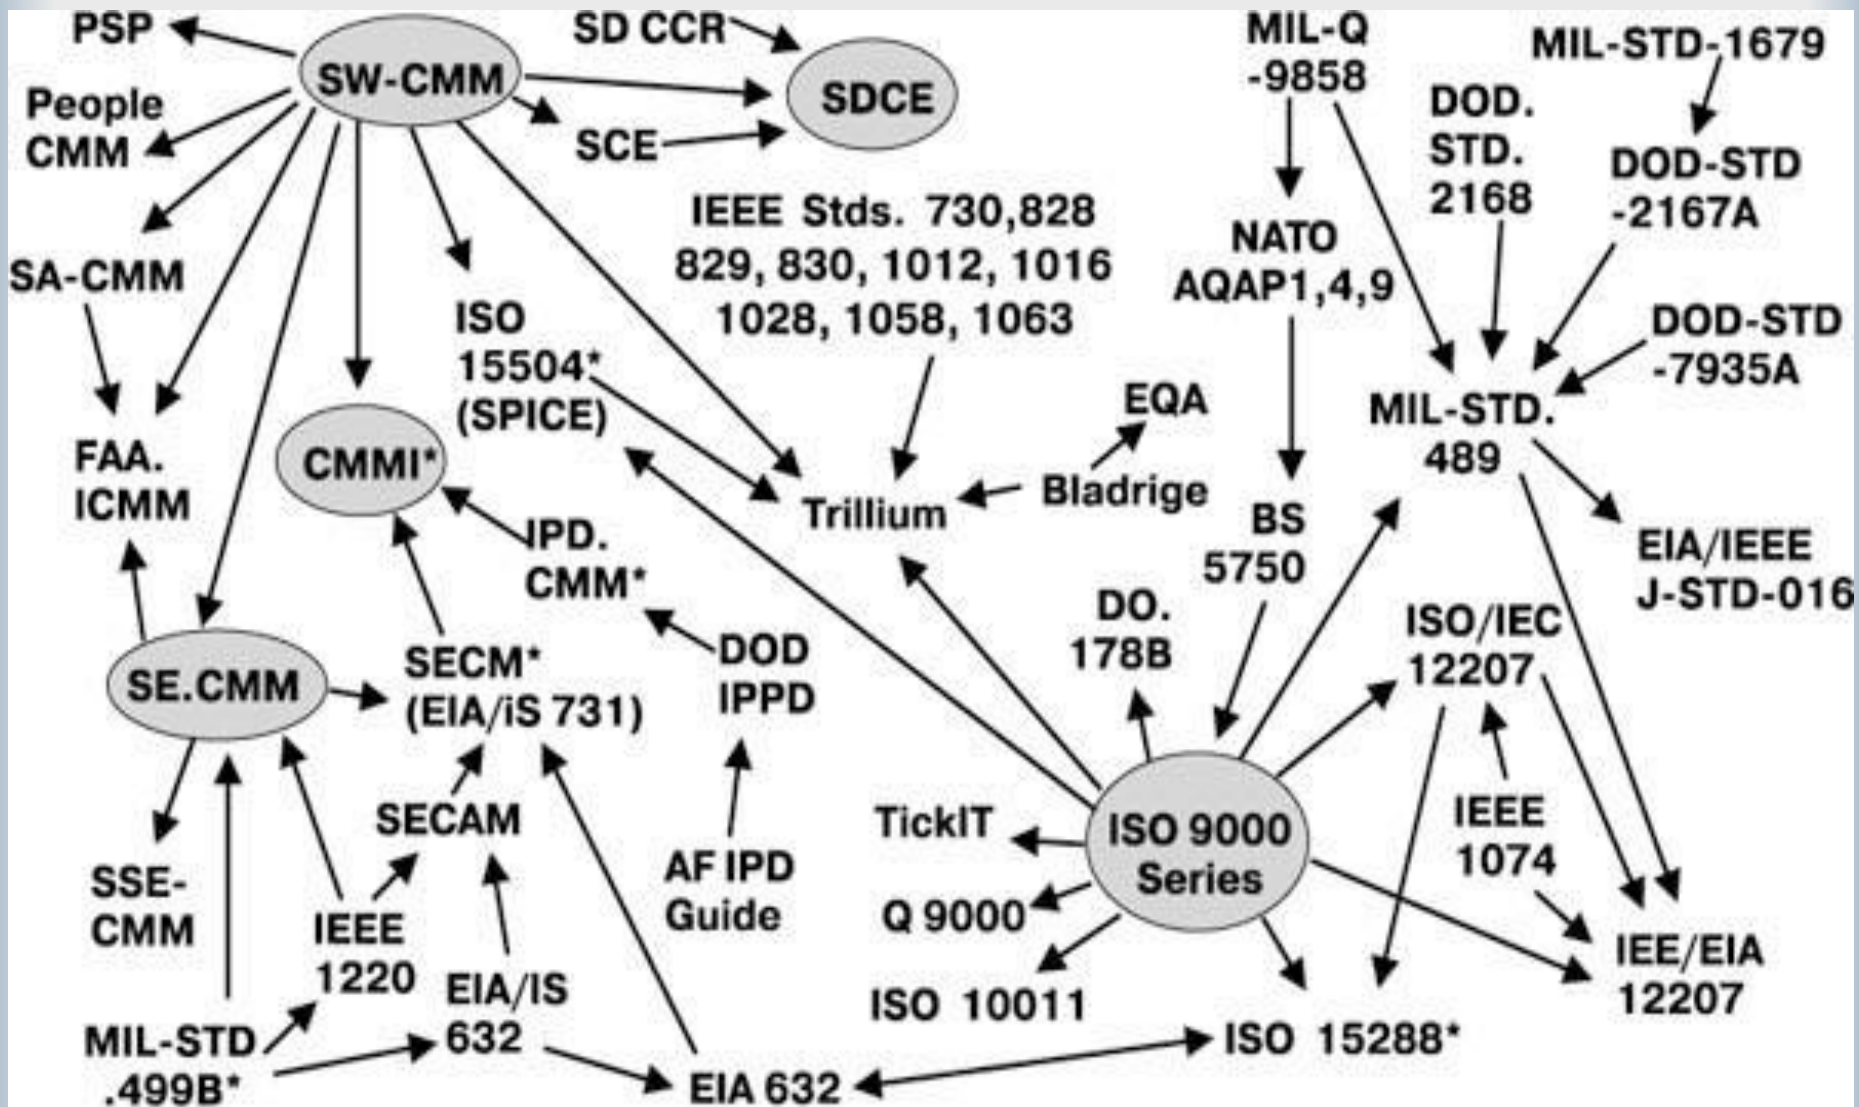 PSP
SW-CMM
SD CCR
SDCE
SCE
People
CMM
SA-CMM
MIL-Q
-9858
MIL-STD-1679
DOD.
STD.
2168
DOD-STD
-2167A
IEEE Stds. 730,828
829, 830, 1012, 1016
1028, 1058, 1063
NATO
AQAP1,4,9
DOD-STD
-7935A
ISO
15504*
(SPICE)
MIL-STD.
489
EQA
Bladrige
Trillium
FAA.
ICMM
CMMI*
IPD.
CMM*
BS
5750
EIA/IEEE
J-STD-016
DO.
178B
ISO/IEC
12207
SE.CMM
SECM*
(EIA/iS 731)
DOD
IPPD
SECAM
TickIT
ISO 9000
Series
IEEE
1074
SSE-
CMM
IEEE
1220
AF IPD
Guide
Q 9000
ISO 10011
IEE/EIA
12207
EIA/IS
632
MIL-STD
.499B*
EIA 632
ISO 15288*